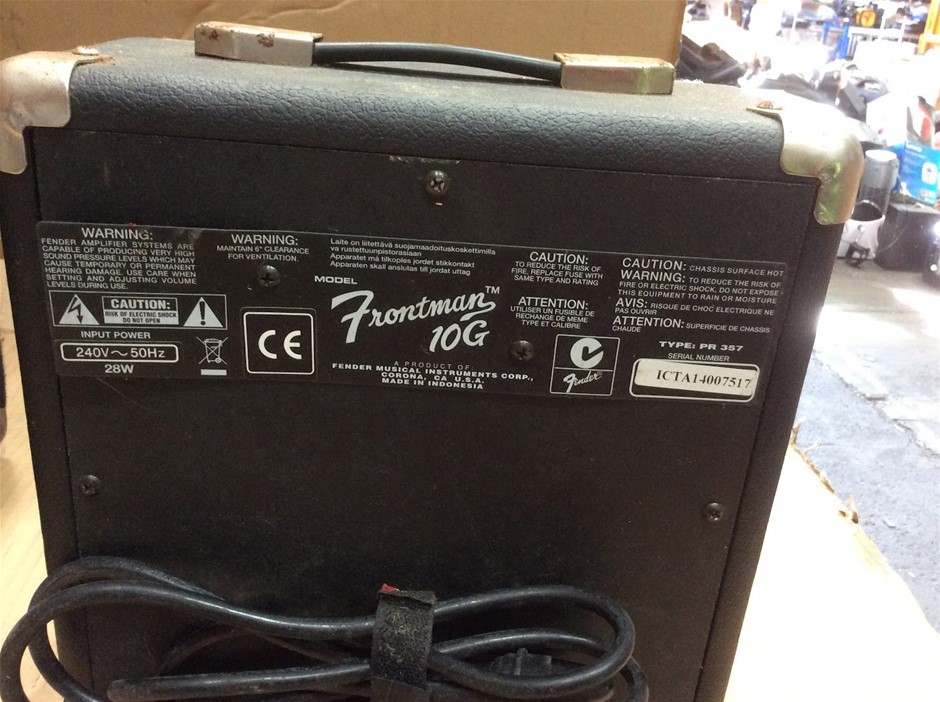 WARNING:
FENDER AMPLIFIER SYSTEMS ARE
CAPABLE OF PRODUCING VERY HIGH
SOUND PRESSURE LEVELS WHICH MAY
CAUSE TEMPORARY OR PERMANENT
HEARING DAMAGE. USE CARE WHEN
SETTING AND ADJUSTING VOLUME
LEVELS DURING USE.
CAUTION:
RISK OF ELECTRIC SHOCK
DO NOT OPEN
INPUT POWER
240V~50Hz
28W
WARNING:
MAINTAIN 6" CLEARANCE
FOR VENTILATION.
CE
Laite on liitettävä suojamaadoituskoskettimilla
va rustettuunpistorasiaan
Apparatet må tilkoples jordet stikkontakt
Apparaten skall anslutas till jordat uttag
MODEL
Frontman™
10G
A PRODUCT OF:
FENDER MUSICAL INSTRUMENTS CORP.,
CORONA, CA U.S.A.
MADE IN INDONESIA
CAUTION:
TO REDUCE THE RISK OF
FIRE, REPLACE FUSE WITH
SAME TYPE AND RATING
ATTENTION:
UTILISER UN FUSIBLE DE
RECHANGE DE MEME
TYPE ET CALIBRE
Fender
CAUTION: CHASSIS SURFACE HOT
WARNING: TO REDUCE THE RISK OF
FIRE OR ELECTRIC SHOCK, DO NOT EXPOSE
THIS EQUIPMENT TO RAIN OR MOISTURE
AVIS: RISQUE DE CHOC ELECTRIQUE NE
PAS OUVRIR
ATTENTION: SUPERFICIE DE CHASSIS
CHAUDE
TYPE: PR 357
SERIAL NUMBER
ICTA14007517